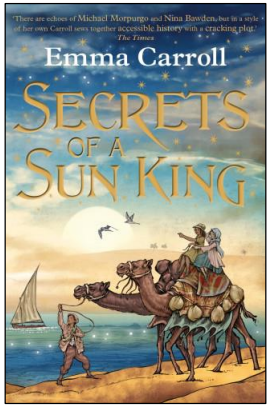 'There are echoes of Michael Morpurgo and Nina Bawden, but in a style
of her own Carroll sews together accessible history with a cracking plot.'
The Times
Emma Carroll
SECRETS
OF A
SUN KING